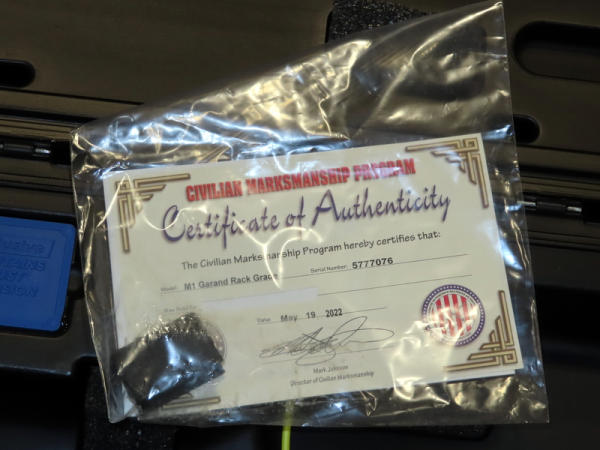 CIVILIAN MARKSMANSHIP PROGRAM
Certificate of Authenticity
The Civilian Marksmanship Program hereby certifies that:
Model: M1 Garand Rack Grade Serial Number: 5777076
Date: May 19 2022
Mark Johnson
Director of Civilian Marksmanship